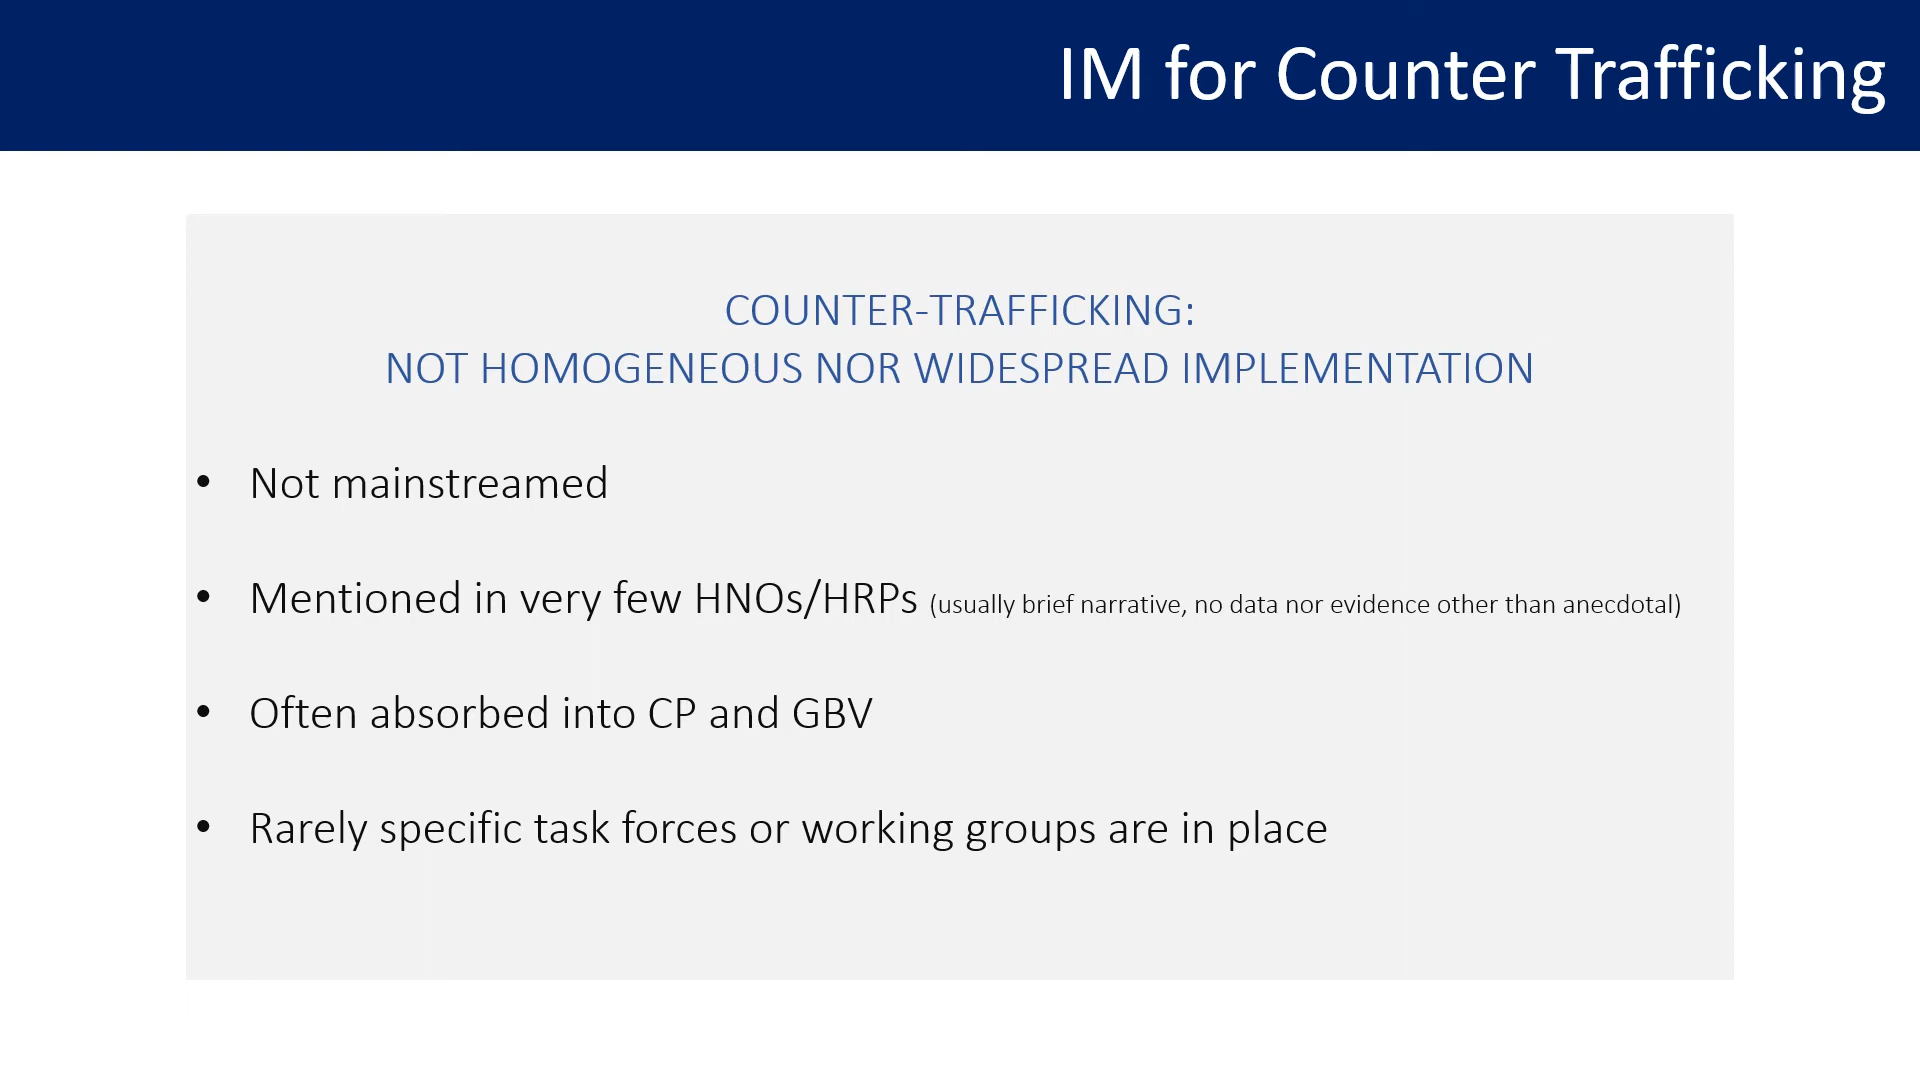 IM for Counter Trafficking
COUNTER-TRAFFICKING:
NOT HOMOGENEOUS NOR WIDESPREAD IMPLEMENTATION
• Not mainstreamed
• Mentioned in very few HNOs/HRPs (usually brief narrative, no data nor evidence other than anecdotal)
• Often absorbed into CP and GBV
• Rarely specific task forces or working groups are in place